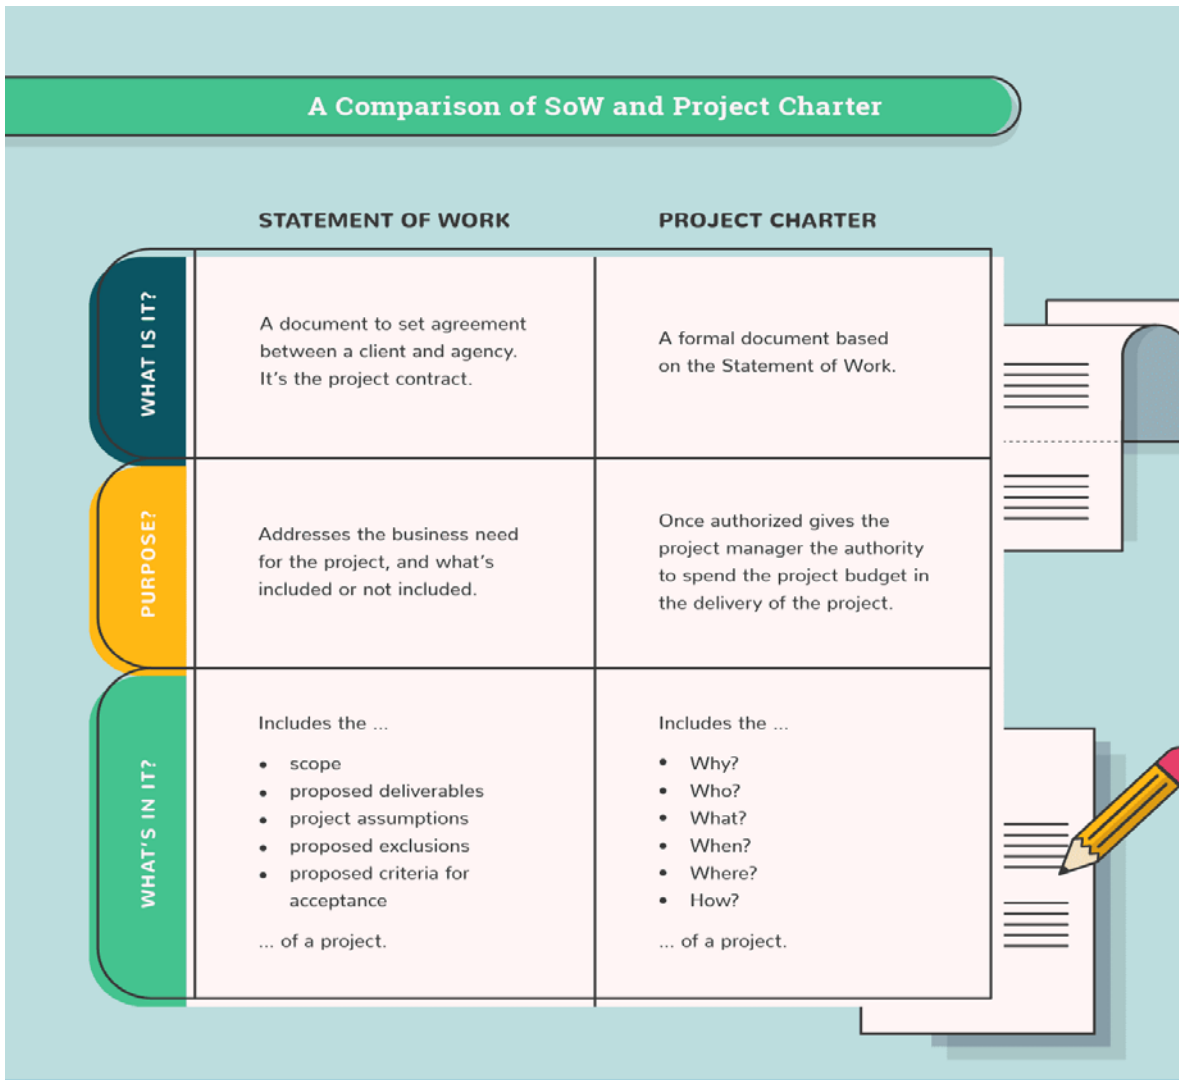 A Comparison of SoW and Project Charter
STATEMENT OF WORK
PROJECT CHARTER
WHAT IS IT?
A document to set agreement
between a client and agency.
It's the project contract.
A formal document based
on the Statement of Work.
PURPOSE?
Addresses the business need
for the project, and what's
included or not included.
Once authorized gives the
project manager the authority
to spend the project budget in
the delivery of the project.
WHAT'S IN IT?
Includes the ...
• scope
• proposed deliverables
• project assumptions
• proposed exclusions
• proposed criteria for
acceptance
... of a project.
Includes the ...
• Why?
• Who?
• What?
• When?
• Where?
• How?
... of a project.